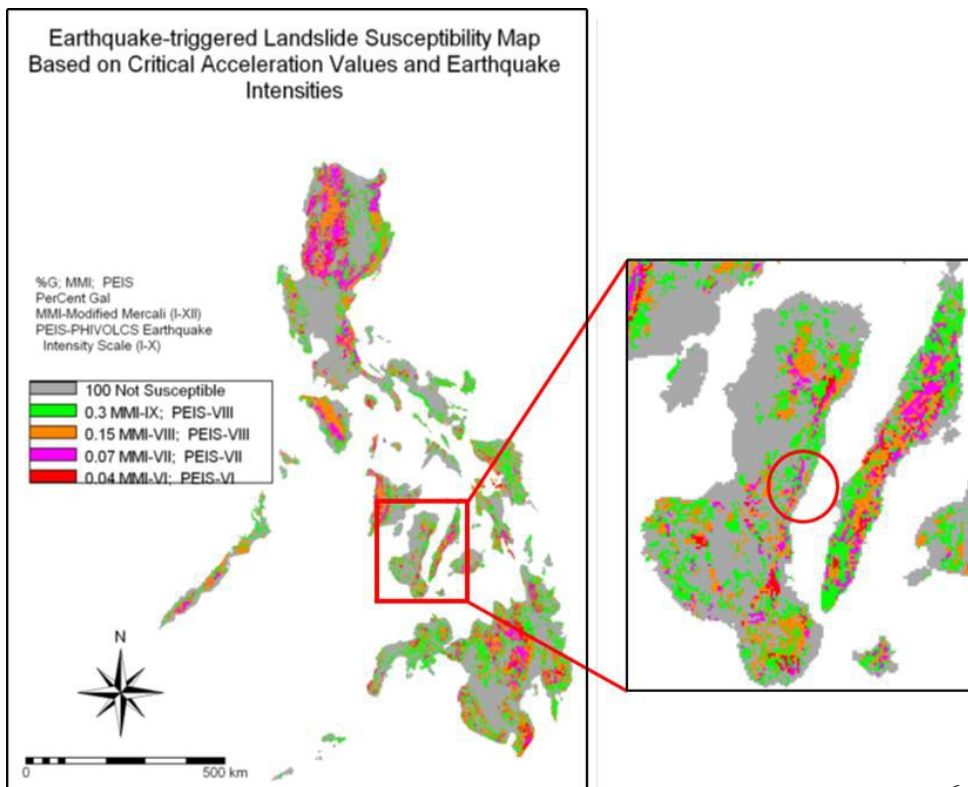 Earthquake-triggered Landslide Susceptibility Map
Based on Critical Acceleration Values and Earthquake
Intensities
%G; MMI; PEIS
PerCent Gal
MMI-Modified Mercali (I-XII)
PEIS-PHIVOLCS Earthquake
Intensity Scale (I-X)
100 Not Susceptible
0.3 MMI-IX; PEIS-VIII
0.15 MMI-VIII; PEIS-VIII
0.07 MMI-VII; PEIS-VII
0.04 MMI-VI; PEIS-VI
N
0 500 km